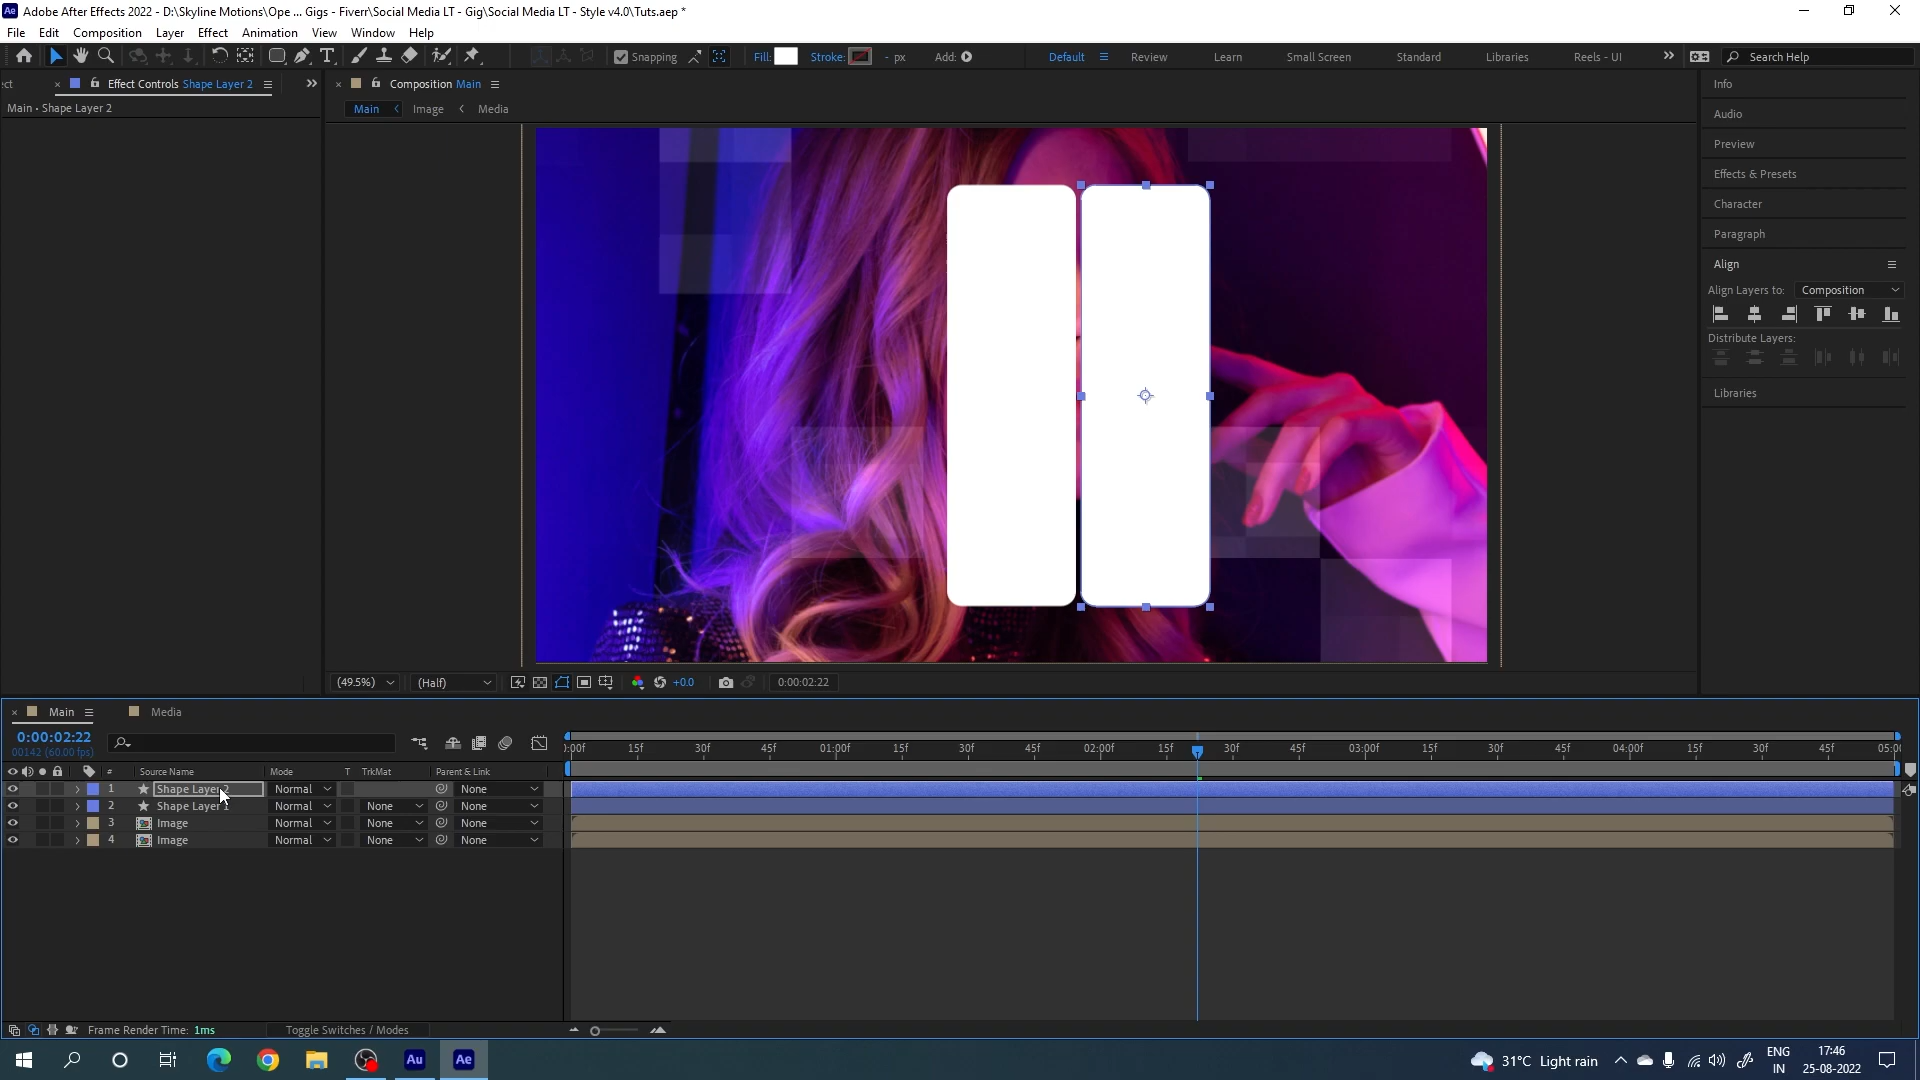 Adobe After Effects 2022 - D:\Skyline Motions\Ope ... Gigs - Fiverr\Social Media LT - Gig\Social Media LT - Style v4.0\Tuts.aep *
File Edit Composition Layer Effect Animation View Window Help
Snapping Fill: Stroke: - px Add: Default Review Learn Small Screen Standard Libraries Reels - UI Search Help
ct Effect Controls Shape Layer 2 Composition Main
Main • Shape Layer 2
Main Image Media
Info
Audio
Preview
Effects & Presets
Character
Paragraph
Align
Align Layers to: Composition
Distribute Layers:
Libraries
(49.5%) (Half) +0.0 0:00:02:22
Main Media
0:00:02:22
00142 (60.00 fps)
):00f 15f 30f 45f 01:00f 15f 30f 45f 02:00f 15f 30f 45f 03:00f 15f 30f 45f 04:00f 15f 30f 45f 05:00
# Source Name Mode T TrkMat Parent & Link
1 Shape Layer 2 Normal None
2 Shape Layer 1 Normal None None
3 Image Normal None None
4 Image Normal None None
Frame Render Time: 1ms Toggle Switches / Modes
Au Ae 31°C Light rain ENG IN 17:46 25-08-2022